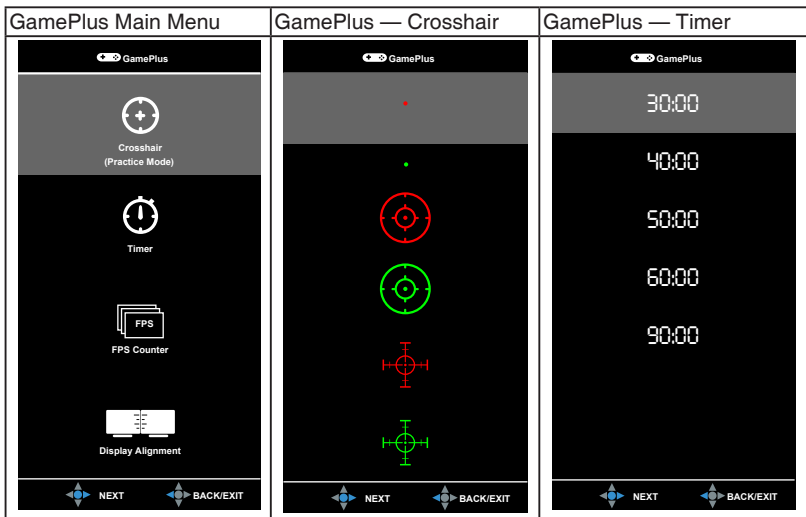 GamePlus Main Menu
GamePlus
Crosshair
(Practice Mode)
Timer
FPS
FPS Counter
Display Alignment
NEXT BACK/EXIT
GamePlus — Crosshair
GamePlus
NEXT BACK/EXIT
GamePlus — Timer
GamePlus
30:00
40:00
50:00
60:00
90:00
NEXT BACK/EXIT